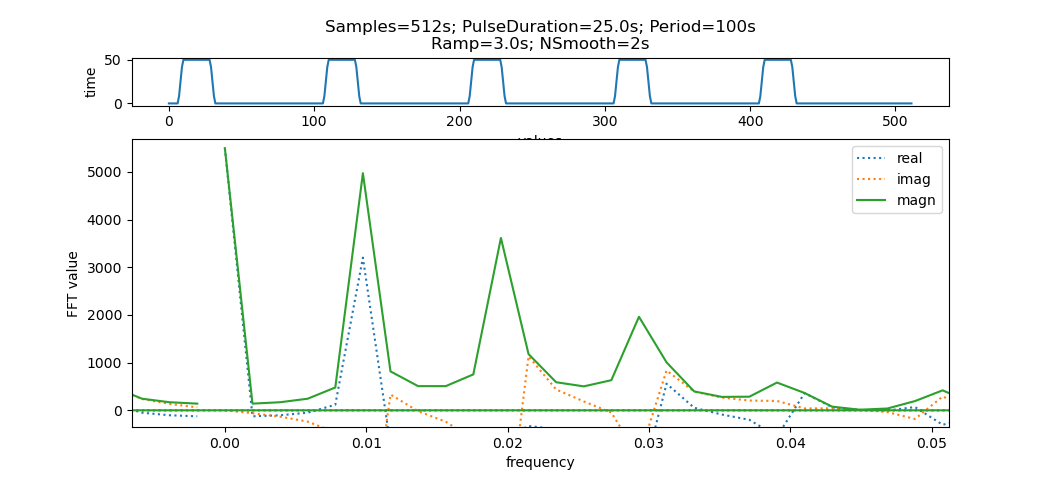 Samples=512s; PulseDuration=25.0s; Period=100s
Ramp=3.0s; NSmooth=2s
50
time
0
0 100 200 300 400 500
real
imag
magn
5000
4000
3000
2000
1000
0
FFT value
0.00 0.01 0.02 0.03 0.04 0.05
frequency